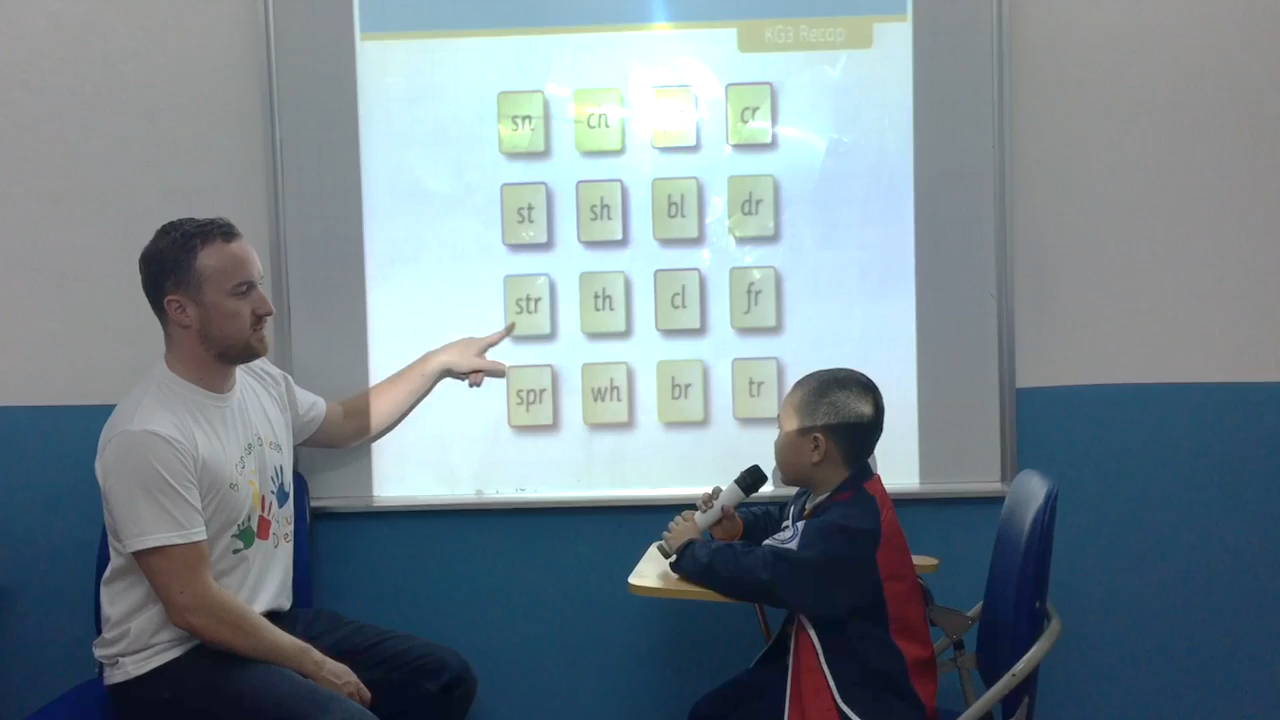 KG3 Recap
sn cn cr
st sh bl dr
str th cl fr
spr wh br tr